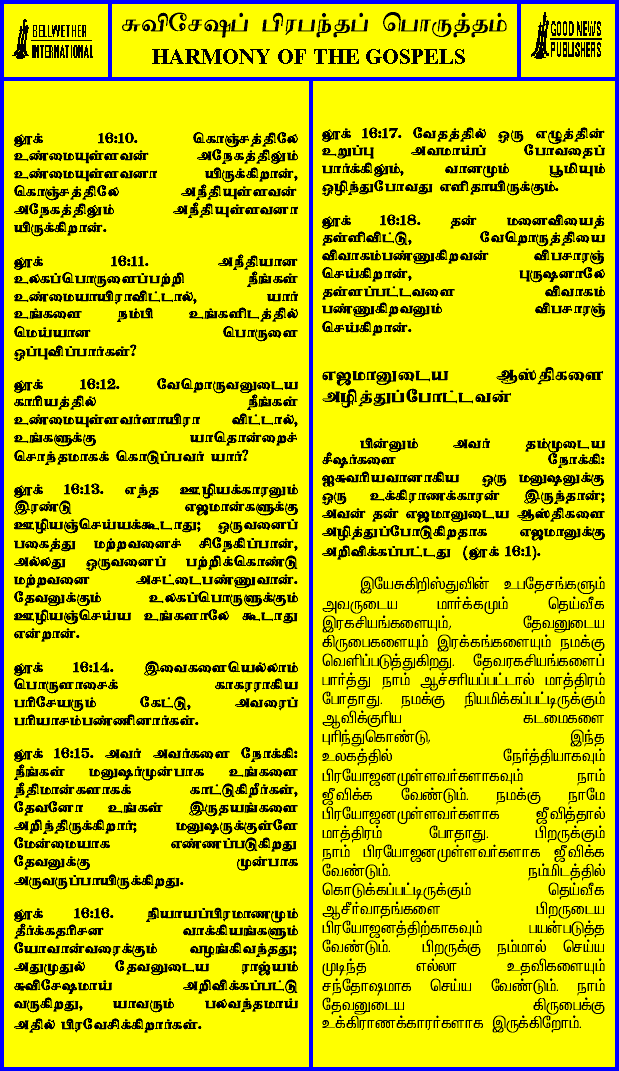 BELLWETHER
INTERNATIONAL
சுவிசேஷப் பிரபந்தப் பொருத்தம்
HARMONY OF THE GOSPELS
GOOD NEWS
PUBLISHERS
லூக் 16:10. கொஞ்சத்திலே
உண்மையுள்ளவன் அநேகத்திலும்
உண்மையுள்ளவனா யிருக்கிறான்,
கொஞ்சத்திலே அநீதியுள்ளவன்
அநேகத்திலும் அநீதியுள்ளவனா
யிருக்கிறான்.
லூக் 16:11. அநீதியான
உலகப்பொருளைப்பற்றி நீங்கள்
உண்மையாயிராவிட்டால், யார்
உங்களை நம்பி உங்களிடத்தில்
மெய்யான பொருளை
ஒப்புவிப்பார்கள்?
லூக் 16:12. வேறொருவனுடைய
காரியத்தில் நீங்கள்
உண்மையுள்ளவர்ளாயிரா விட்டால்,
உங்களுக்கு யாதொன்றைச்
சொந்தமாகக் கொடுப்பவர் யார்?
லூக் 16:13. எந்த ஊழியக்காரனும்
இரண்டு எஜமான்களுக்கு
ஊழியஞ்செய்யக்கூடாது; ஒருவனைப்
பகைத்து மற்றவனைச் சிநேகிப்பான்,
அல்லது ஒருவனைப் பற்றிக்கொண்டு
மற்றவனை அசட்டைபண்ணுவான்.
தேவனுக்கும் உலகப்பொருளுக்கும்
ஊழியஞ்செய்ய உங்களாலே கூடாது
என்றான்.
லூக் 16:14. இவைகளையெல்லாம்
பொருளாசைக் காகரராகிய
பரிசேயரும் கேட்டு, அவரைப்
பரியாசம்பண்ணினார்கள்.
லூக் 16:15. அவர் அவர்களை நோக்கி:
நீங்கள் மனுஷர்முன்பாக உங்களை
நீதிமான்களாகக் காட்டுகிறீர்கள்,
தேவனோ உங்கள் இருதயங்களை
அறிந்திருக்கிறார்; மனுஷருக்குள்ளே
மேன்மையாக எண்ணப்படுகிறது
தேவனுக்கு முன்பாக
அருவருப்பாயிருக்கிறது.
லூக் 16:16. நியாயப்பிரமாணமும்
தீர்க்கதரிசன வாக்கியங்களும்
யோவான்வரைக்கும் வழங்கிவந்தது;
அதுமுதல் தேவனுடைய ராஜ்யம்
சுவிசேஷமாய் அறிவிக்கப்பட்டு
வருகிறது, யாவரும் பலவந்தமாய்
அதில் பிரவேசிக்கிறார்கள்.
லூக் 16:17. வேதத்தில் ஒரு எழுத்தின்
உறுப்பு அவமாய்ப் போவதைப்
பார்க்கிலும், வானமும் பூமியும்
ஒழிந்துபோவது எளிதாயிருக்கும்.
லூக் 16:18. தன் மனைவியைத்
தள்ளிவிட்டு, வேறொருத்தியை
விவாகம்பண்ணுகிறவன் விபசாரஞ்
செய்கிறான், புருஷனாலே
தள்ளப்பட்டவளை விவாகம்
பண்ணுகிறவனும் விபசாரஞ்
செய்கிறான்.
எஜமானுடைய ஆஸ்திகளை
அழித்துப்போட்டவன்
பின்னும் அவர் தம்முடைய
சீஷர்களை நோக்கி:
ஐசுவரியவானாகிய ஒரு மனுஷனுக்கு
ஒரு உக்கிராணக்காரன் இருந்தான்;
அவன் தன் எஜமானுடைய ஆஸ்திகளை
அழித்துப்போடுகிறதாக எஜமானுக்கு
அறிவிக்கப்பட்டது (லூக் 16:1).
இயேசுகிறிஸ்துவின் உபதேசங்களும்
அவருடைய மார்க்கமும் தெய்வீக
இரகசியங்களையும், தேவனுடைய
கிருபைகளையும் இரக்கங்களையும் நமக்கு
வெளிப்படுத்துகிறது. தேவரகசியங்களைப்
பார்த்து நாம் ஆச்சரியப்பட்டால் மாத்திரம்
போதாது. நமக்கு நியமிக்கப்பட்டிருக்கும்
ஆவிக்குரிய கடமைகளை
புரிந்துகொண்டு, இந்த
உலகத்தில் நேர்த்தியாகவும்
பிரயோஜனமுள்ளவர்களாகவும் நாம்
ஜீவிக்க வேண்டும். நமக்கு நாமே
பிரயோஜனமுள்ளவர்களாக ஜீவித்தால்
மாத்திரம் போதாது. பிறருக்கும்
நாம் பிரயோஜனமுள்ளவர்களாக ஜீவிக்க
வேண்டும். நம்மிடத்தில்
கொடுக்கப்பட்டிருக்கும் தெய்வீக
ஆசீர்வாதங்களை பிறருடைய
பிரயோஜனத்திற்காகவும் பயன்படுத்த
வேண்டும். பிறருக்கு நம்மால் செய்ய
முடிந்த எல்லா உதவிகளையும்
சந்தோஷமாக செய்ய வேண்டும். நாம்
தேவனுடைய கிருபைக்கு
உக்கிராணக்காரர்களாக இருக்கிறோம்.